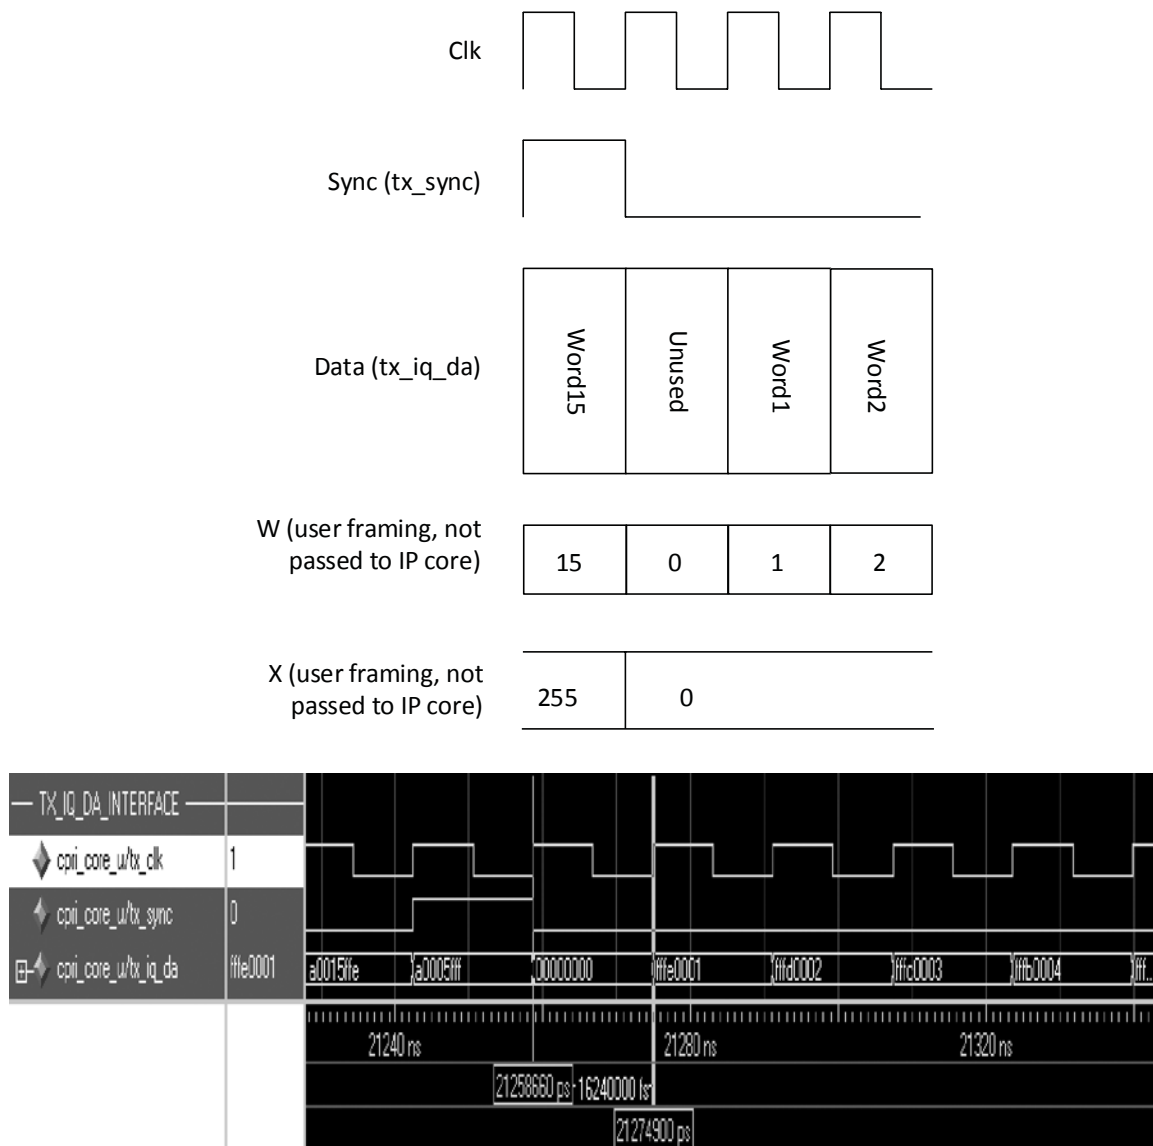 Clk
Sync (tx_sync)
Data (tx_iq_da)
Word15
Unused
Word1
Word2
W (user framing, not
passed to IP core)
15 0 1 2
X (user framing, not
passed to IP core)
255 0
TX_IQ_DA_INTERFACE
cpri_core_u/tx_clk 1
cpri_core_u/tx_sync 0
cpri_core_u/tx_iq_da fffe0001 a0015ffe a0005fff 00000000 fffe0001 fffd0002 fffc0003 fffb0004 fff...
21240 ns 21280 ns 21320 ns
21258660 ps 16240000 fs
21274900 ps